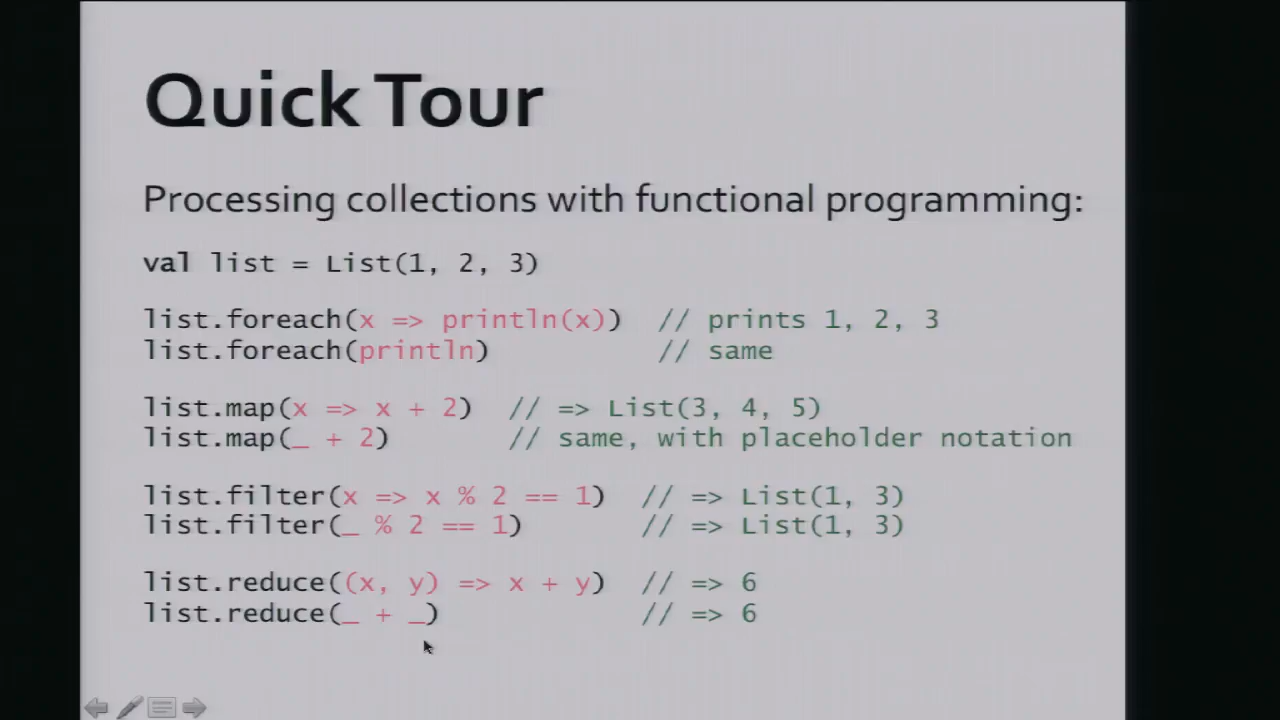 Quick Tour
Processing collections with functional programming:
val list = List(1, 2, 3)
list.foreach(x => println(x)) // prints 1, 2, 3
list.foreach(println) // same
list.map(x => x + 2) // => List(3, 4, 5)
list.map(_ + 2) // same, with placeholder notation
list.filter(x => x % 2 == 1) // => List(1, 3)
list.filter(_ % 2 == 1) // => List(1, 3)
list.reduce((x, y) => x + y) // => 6
list.reduce(_ + _) // => 6